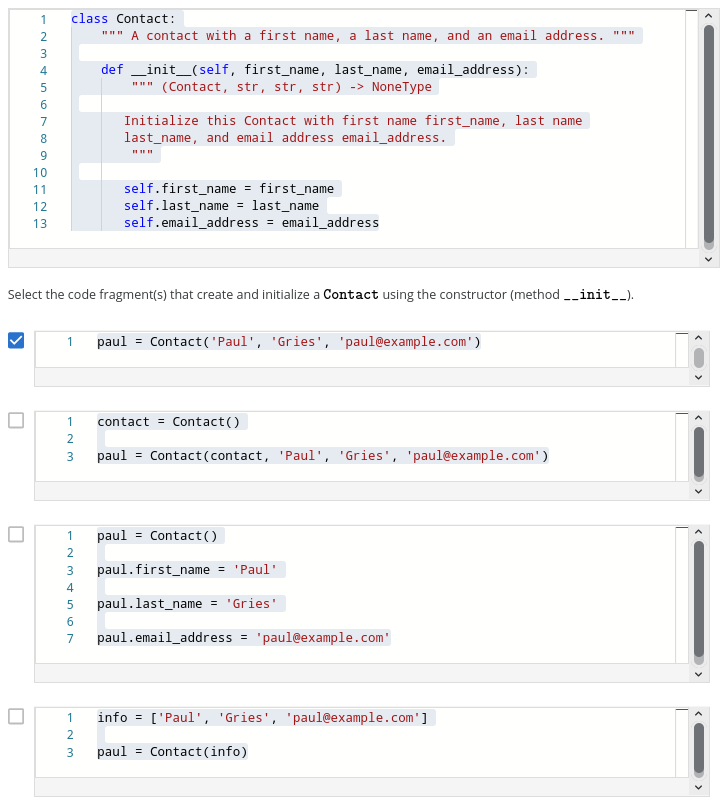 1 class Contact:
2 """ A contact with a first name, a last name, and an email address. """
3
4 def __init__(self, first_name, last_name, email_address):
5 """ (Contact, str, str, str) -> NoneType
6
7 Initialize this Contact with first name first_name, last name
8 last_name, and email address email_address.
9 """
10
11 self.first_name = first_name
12 self.last_name = last_name
13 self.email_address = email_address
Select the code fragment(s) that create and initialize a Contact using the constructor (method __init__).
1 paul = Contact('Paul', 'Gries', 'paul@example.com')
1 contact = Contact()
2
3 paul = Contact(contact, 'Paul', 'Gries', 'paul@example.com')
1 paul = Contact()
2
3 paul.first_name = 'Paul'
4
5 paul.last_name = 'Gries'
6
7 paul.email_address = 'paul@example.com'
1 info = ['Paul', 'Gries', 'paul@example.com']
2
3 paul = Contact(info)